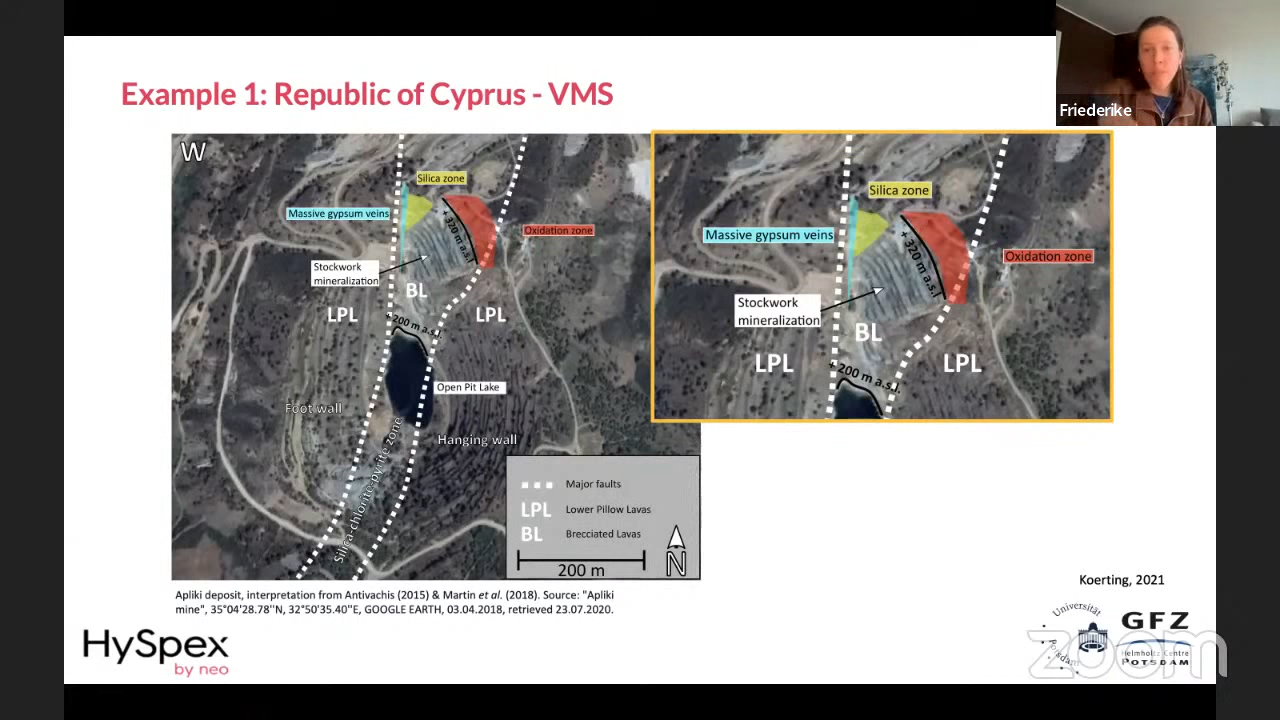 Friederike
Example 1: Republic of Cyprus - VMS
W
Silica zone
Massive gypsum veins
+ 320 m a.s.l
Oxidation zone
Stockwork
mineralization
BL
LPL
LPL
+ 200 m a.s.l.
Open Pit Lake
Foot wall
Hanging wall
Silica-chlorite-pyrite zone
Major faults
LPL Lower Pillow Lavas
BL Brecciated Lavas
200 m
N
Silica zone
Massive gypsum veins
+ 320 m a.s.l
Oxidation zone
Stockwork
mineralization
BL
LPL
LPL
+ 200 m a.s.l.
Apliki deposit, interpretation from Antivachis (2015) & Martin et al. (2018). Source: "Apliki
mine", 35°04'28.78''N, 32°50'35.40''E, GOOGLE EARTH, 03.04.2018, retrieved 23.07.2020.
Koerting, 2021
HySpex
by neo
Universität
Potsdam
GFZ
Helmholtz Centre
POTSDAM
zoom